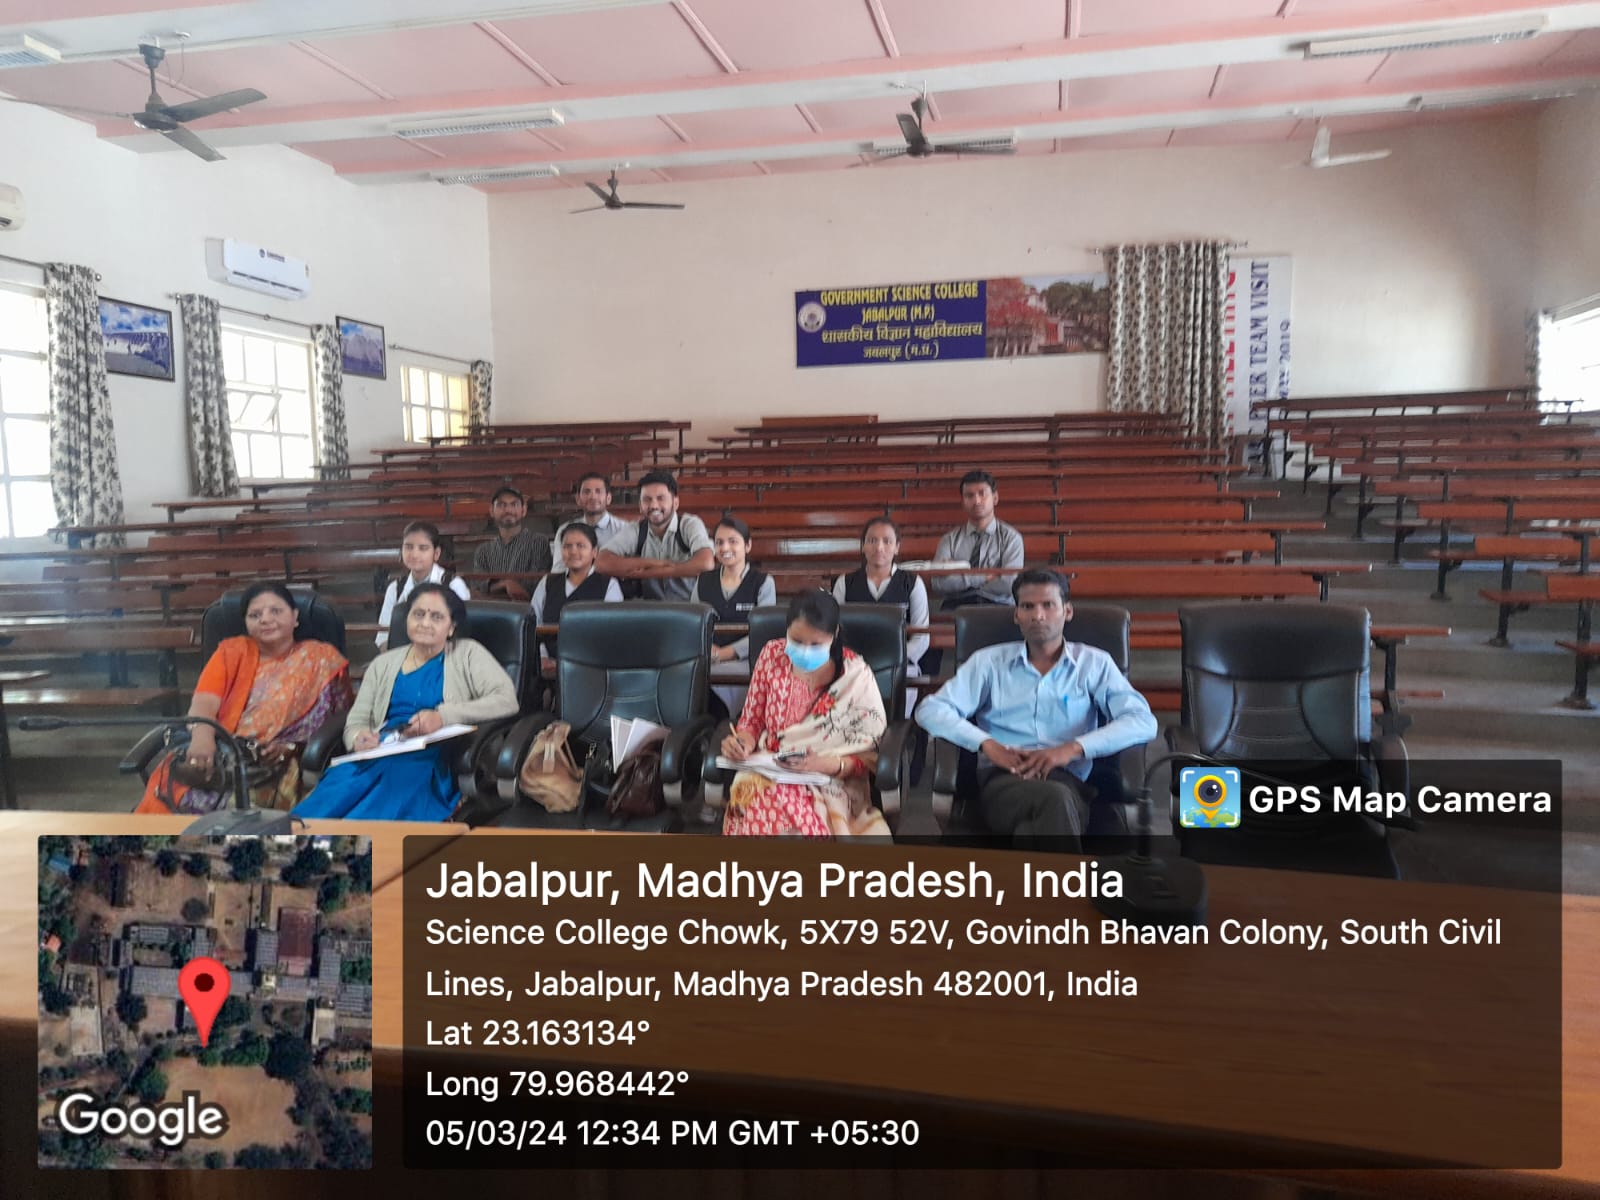 GOVERNMENT SCIENCE COLLEGE
JABALPUR (M.P.)
शासकीय विज्ञान महाविद्यालय
जबलपुर (म.प्र.)
TEAM VISIT
2019
GPS Map Camera
Jabalpur, Madhya Pradesh, India
Science College Chowk, 5X79 52V, Govindh Bhavan Colony, South Civil
Lines, Jabalpur, Madhya Pradesh 482001, India
Lat 23.163134°
Long 79.968442°
05/03/24 12:34 PM GMT +05:30
Google